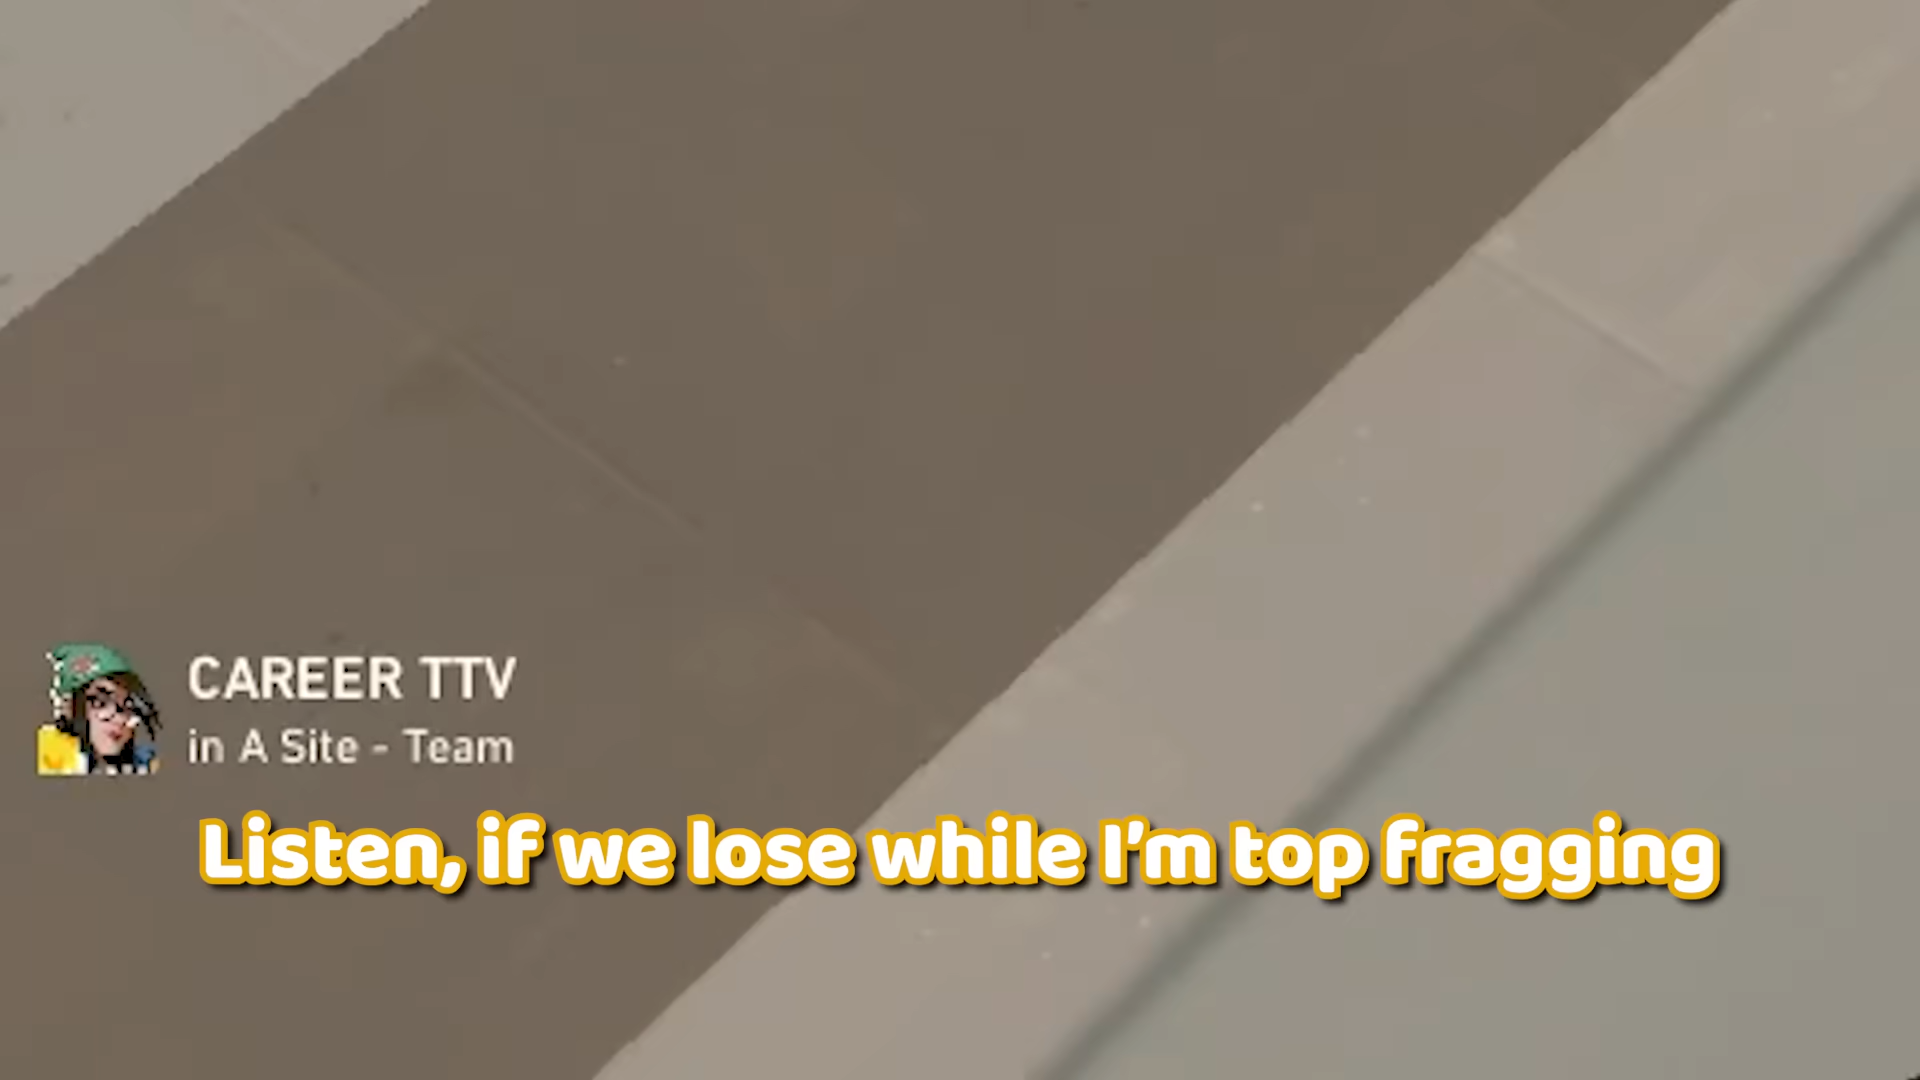 CAREER TTV
in A Site - Team
Listen, if we lose while I'm top fragging